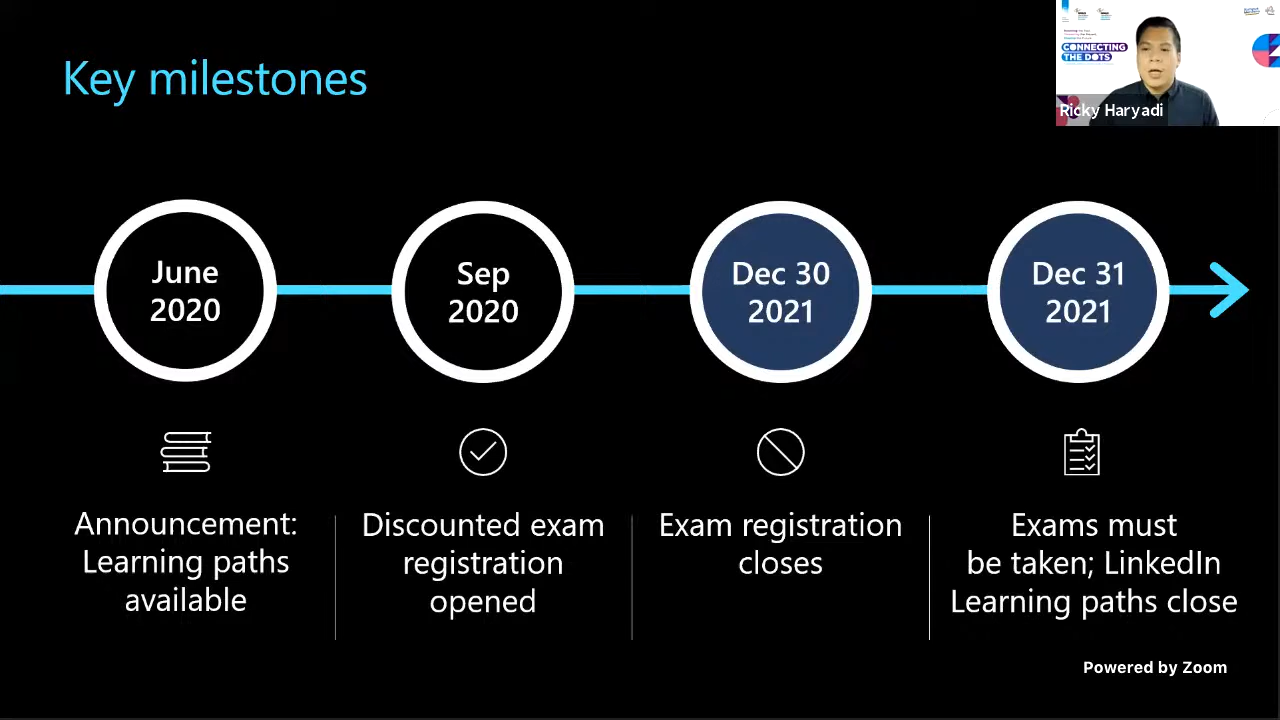 Key milestones
CONNECTING
THE DOTS
Ricky Haryadi
June
2020
Sep
2020
Dec 30
2021
Dec 31
2021
Announcement:
Learning paths
available
Discounted exam
registration
opened
Exam registration
closes
Exams must
be taken; LinkedIn
Learning paths close
Powered by Zoom